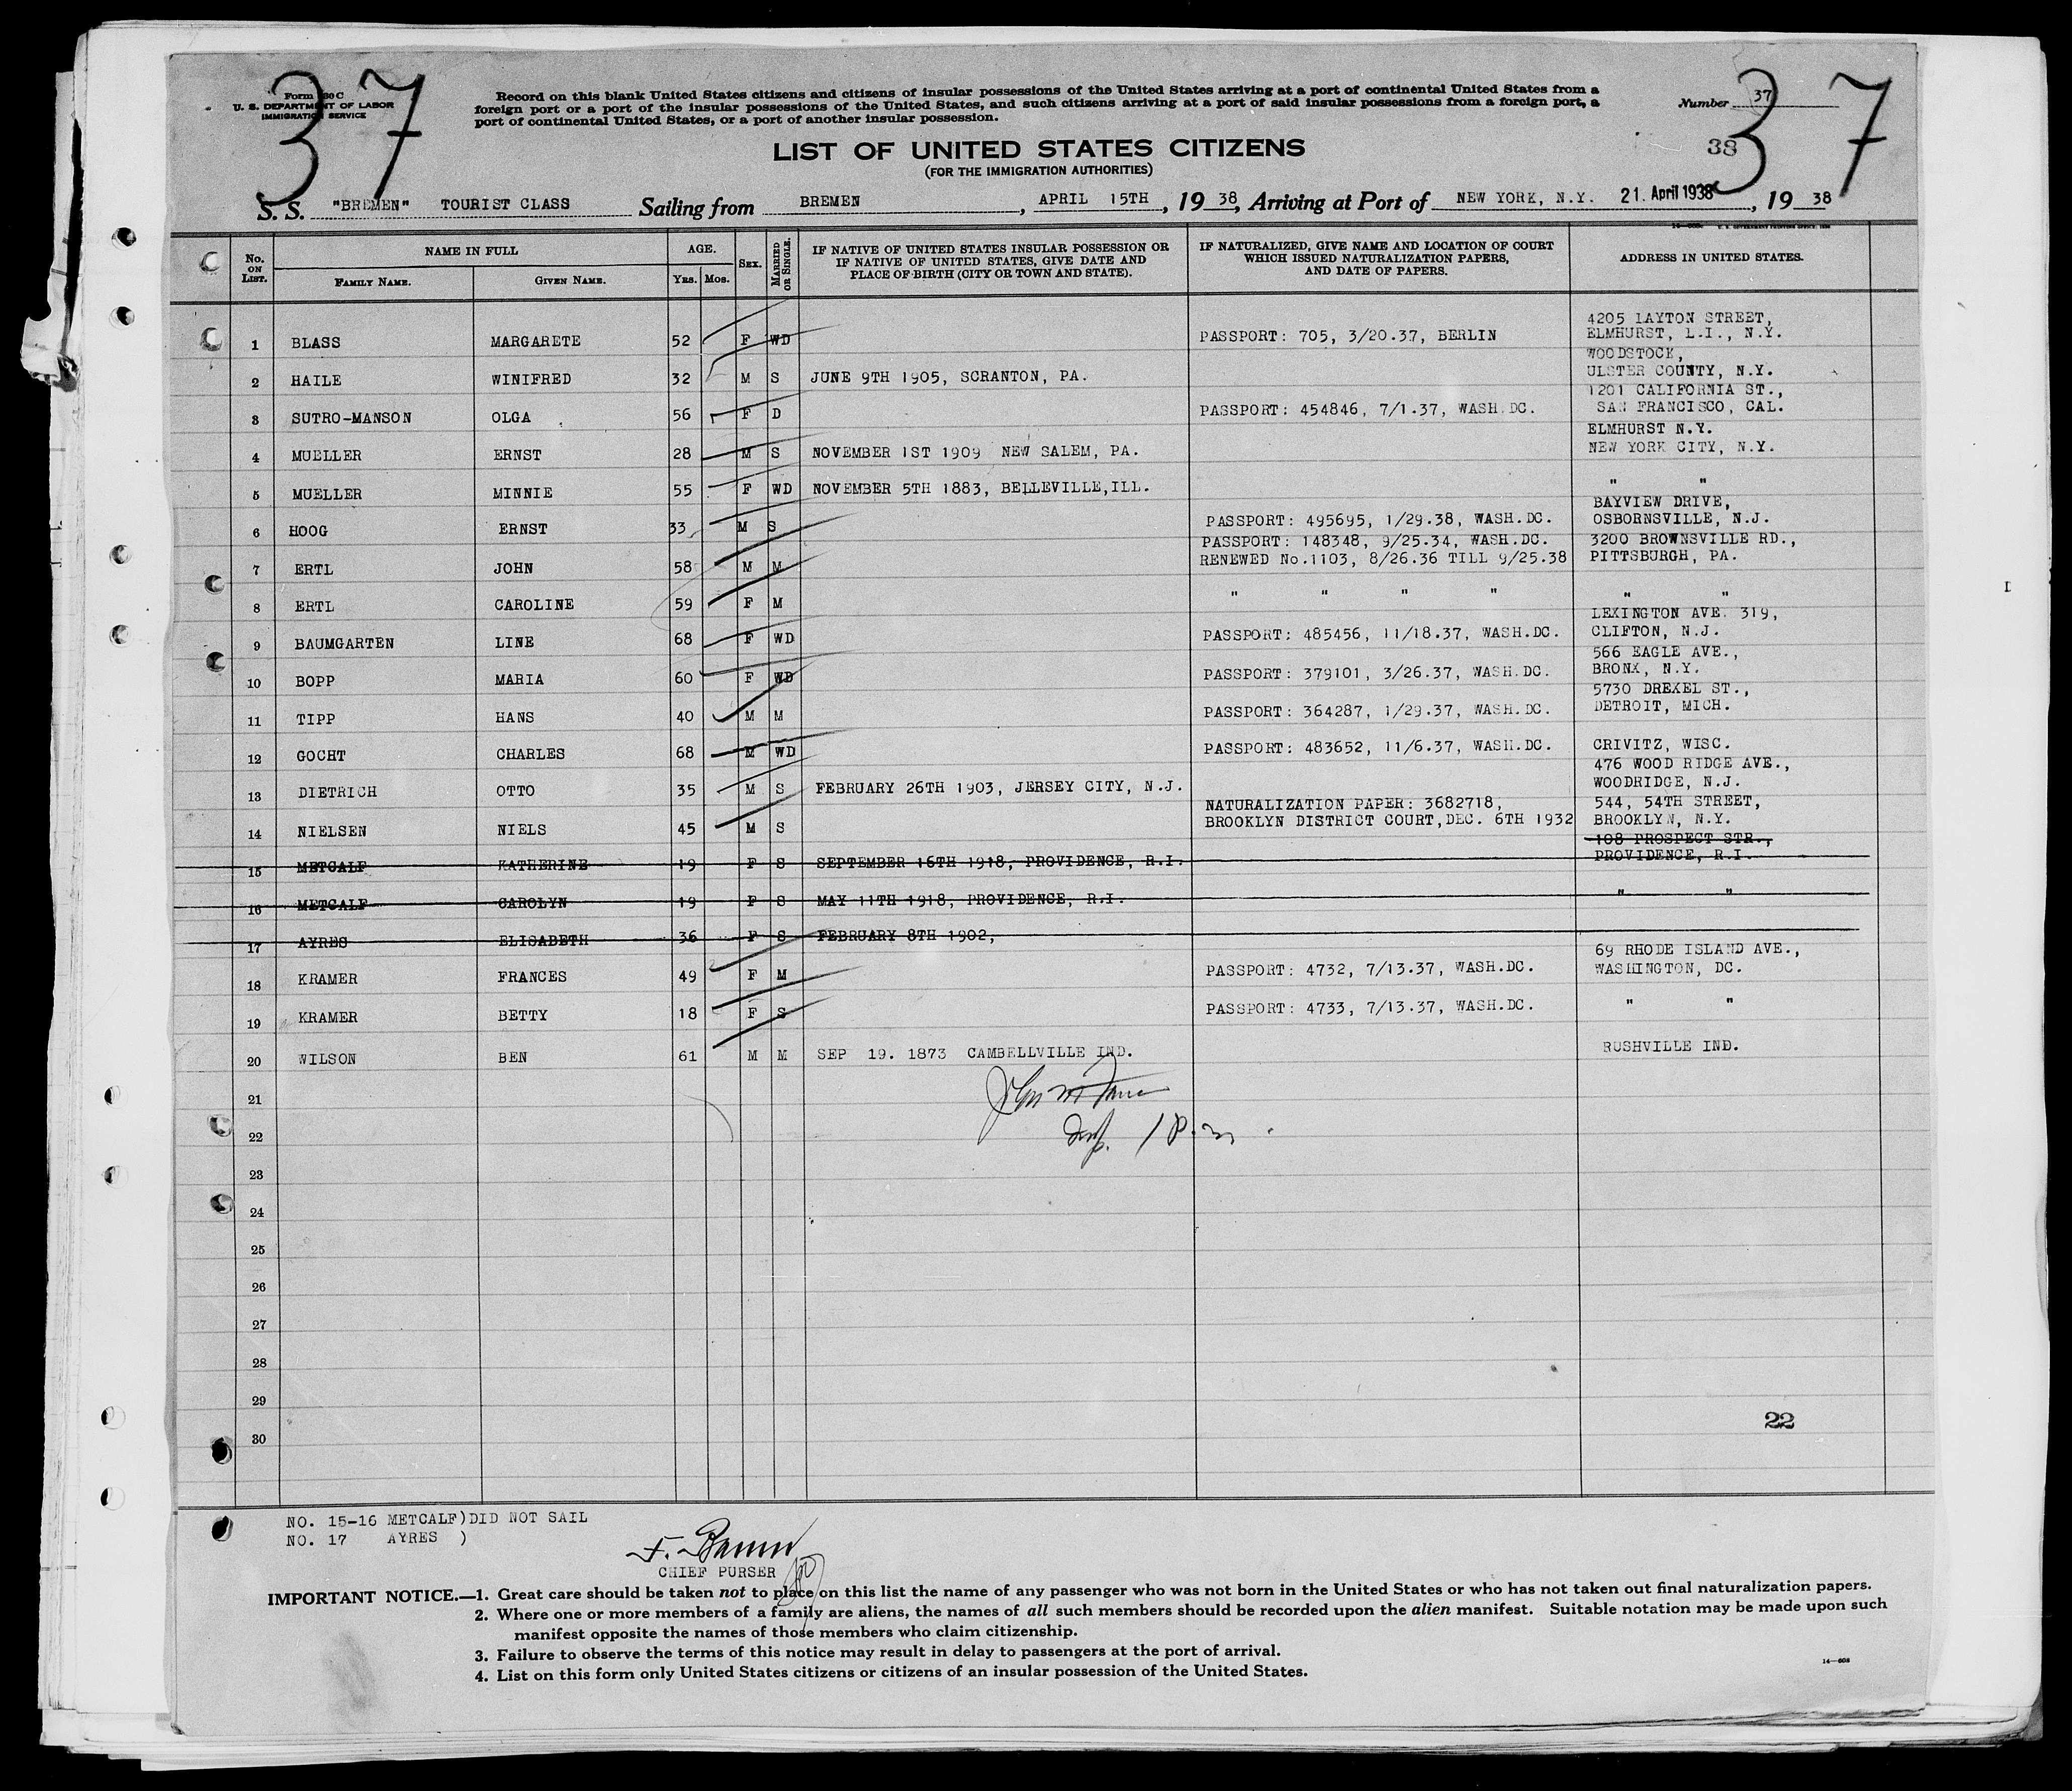 37
37
Form 630 C
U. S. DEPARTMENT OF LABOR
IMMIGRATION SERVICE
Record on this blank United States citizens and citizens of insular possessions of the United States arriving at a port of continental United States from a
foreign port or a port of the insular possessions of the United States, and such citizens arriving at a port of said insular possessions from a foreign port, a
port of continental United States, or a port of another insular possession.
Number 37
38
LIST OF UNITED STATES CITIZENS
(FOR THE IMMIGRATION AUTHORITIES)
S. S. "BREMEN" TOURIST CLASS Sailing from BREMEN, APRIL 15TH, 19 38, Arriving at Port of NEW YORK, N.Y. 21. April 1938, 19 38
No. ON LIST. NAME IN FULL AGE. SEX. MARRIED OR SINGLE. IF NATIVE OF UNITED STATES INSULAR POSSESSION OR IF NATIVE OF UNITED STATES, GIVE DATE AND PLACE OF BIRTH (CITY OR TOWN AND STATE). IF NATURALIZED, GIVE NAME AND LOCATION OF COURT WHICH ISSUED NATURALIZATION PAPERS, AND DATE OF PAPERS. ADDRESS IN UNITED STATES.
FAMILY NAME. GIVEN NAME. YRS. MOS.
1 BLASS MARGARETE 52 F WD PASSPORT: 705, 3/20.37, BERLIN 4205 LAYTON STREET, ELMHURST, L.I., N.Y.
2 HAILE WINIFRED 32 M S JUNE 9TH 1905, SCRANTON, PA. WOODSTOCK, ULSTER COUNTY, N.Y.
3 SUTRO-MANSON OLGA 56 F D PASSPORT: 454846, 7/1.37, WASH.DC. 1201 CALIFORNIA ST., SAN FRANCISCO, CAL.
4 MUELLER ERNST 28 M S NOVEMBER 1ST 1909 NEW SALEM, PA. ELMHURST N.Y. NEW YORK CITY, N.Y.
5 MUELLER MINNIE 55 F WD NOVEMBER 5TH 1883, BELLEVILLE,ILL. " "
6 HOOG ERNST 33 M S PASSPORT: 495695, 1/29.38, WASH.DC. BAYVIEW DRIVE, OSBORNSVILLE, N.J.
7 ERTL JOHN 58 M M PASSPORT: 148348, 9/25.34, WASH.DC. RENEWED No.1103, 8/26.36 TILL 9/25.38 3200 BROWNSVILLE RD., PITTSBURGH, PA.
8 ERTL CAROLINE 59 F M " " " " " "
9 BAUMGARTEN LINE 68 F WD PASSPORT: 485456, 11/18.37, WASH.DC. LEXINGTON AVE. 319, CLIFTON, N.J.
10 BOPP MARIA 60 F WD PASSPORT: 379101, 3/26.37, WASH.DC. 566 EAGLE AVE., BRONX, N.Y.
11 TIPP HANS 40 M M PASSPORT: 364287, 1/29.37, WASH.DC. 5730 DREXEL ST., DETROIT, MICH.
12 GOCHT CHARLES 68 M WD PASSPORT: 483652, 11/6.37, WASH.DC. CRIVITZ, WISC.
13 DIETRICH OTTO 35 M S FEBRUARY 26TH 1903, JERSEY CITY, N.J. 476 WOOD RIDGE AVE., WOODRIDGE, N.J.
14 NIELSEN NIELS 45 M S NATURALIZATION PAPER: 3682718, BROOKLYN DISTRICT COURT,DEC. 6TH 1932 544, 54TH STREET, BROOKLYN, N.Y.
15 METCALF KATHERINE 19 F S SEPTEMBER 16TH 1918, PROVIDENCE, R.I. 108 PROSPECT STR., PROVIDENCE, R.I.
16 METCALF CAROLYN 19 F S MAY 11TH 1918, PROVIDENCE, R.I. " "
17 AYRES ELISABETH 36 F S FEBRUARY 8TH 1902,
18 KRAMER FRANCES 49 F M PASSPORT: 4732, 7/13.37, WASH.DC. 69 RHODE ISLAND AVE., WASHINGTON, DC.
19 KRAMER BETTY 18 F S PASSPORT: 4733, 7/13.37, WASH.DC. " "
20 WILSON BEN 61 M M SEP 19. 1873 CAMBELLVILLE IND. RUSHVILLE IND.
21
22
23
24
25
26
27
28
29
30
22
NO. 15-16 METCALF)DID NOT SAIL
NO. 17 AYRES )
CHIEF PURSER
IMPORTANT NOTICE.—1. Great care should be taken not to place on this list the name of any passenger who was not born in the United States or who has not taken out final naturalization papers.
2. Where one or more members of a family are aliens, the names of all such members should be recorded upon the alien manifest. Suitable notation may be made upon such
manifest opposite the names of those members who claim citizenship.
3. Failure to observe the terms of this notice may result in delay to passengers at the port of arrival.
4. List on this form only United States citizens or citizens of an insular possession of the United States.
14—608